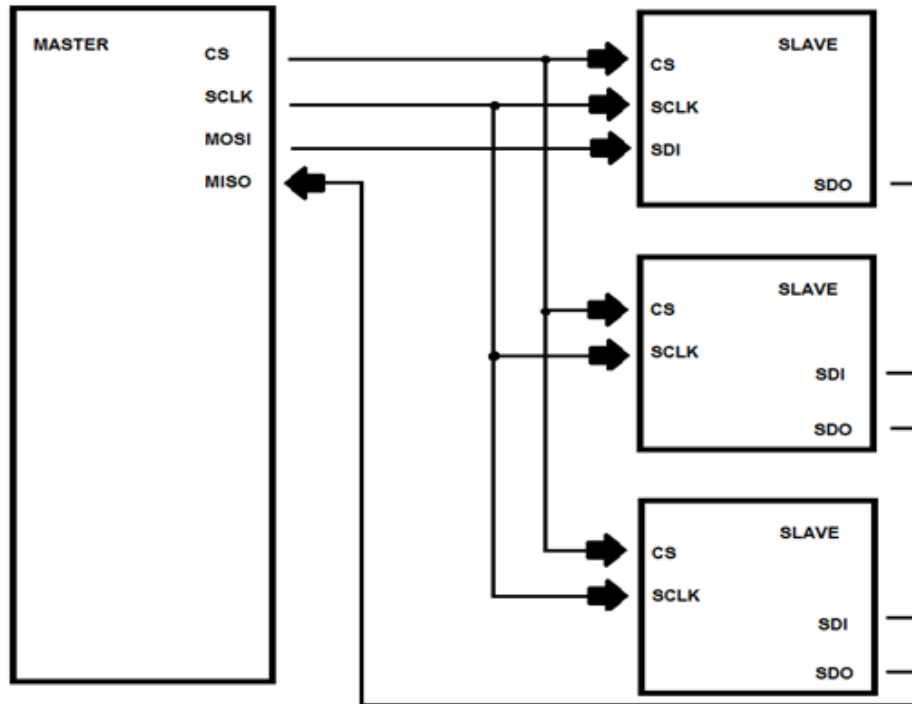 MASTER
CS
SCLK
MOSI
MISO
SLAVE
CS
SCLK
SDI
SDO
SLAVE
CS
SCLK
SDI
SDO
SLAVE
CS
SCLK
SDI
SDO